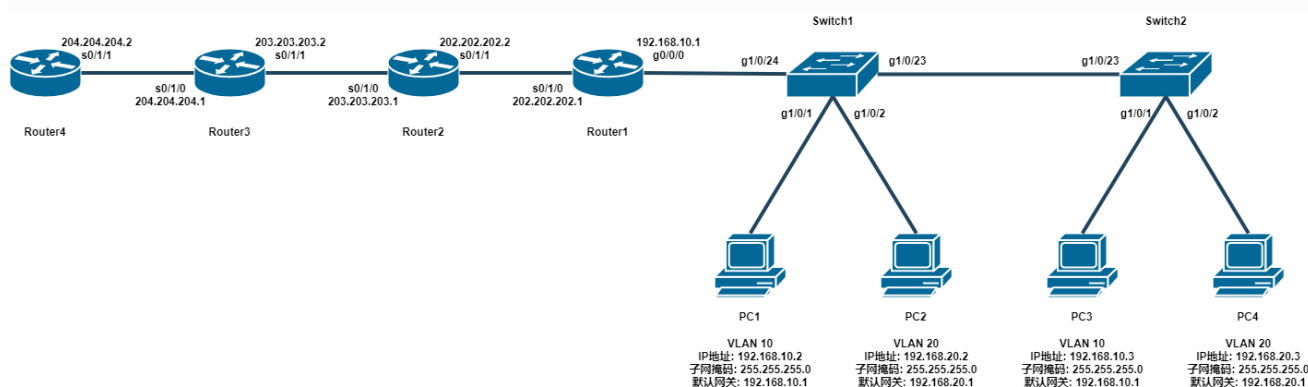 Switch1
Switch2
204.204.204.2
s0/1/1
203.203.203.2
s0/1/1
202.202.202.2
s0/1/1
192.168.10.1
g0/0/0
g1/0/24
g1/0/23
g1/0/23
s0/1/0
204.204.204.1
s0/1/0
203.203.203.1
s0/1/0
202.202.202.1
g1/0/1
g1/0/2
g1/0/1
g1/0/2
Router4
Router3
Router2
Router1
PC1
PC2
PC3
PC4
VLAN 10
IP地址: 192.168.10.2
子网掩码: 255.255.255.0
默认网关: 192.168.10.1
VLAN 20
IP地址: 192.168.20.2
子网掩码: 255.255.255.0
默认网关: 192.168.20.1
VLAN 10
IP地址: 192.168.10.3
子网掩码: 255.255.255.0
默认网关: 192.168.10.1
VLAN 20
IP地址: 192.168.20.3
子网掩码: 255.255.255.0
默认网关: 192.168.20.1